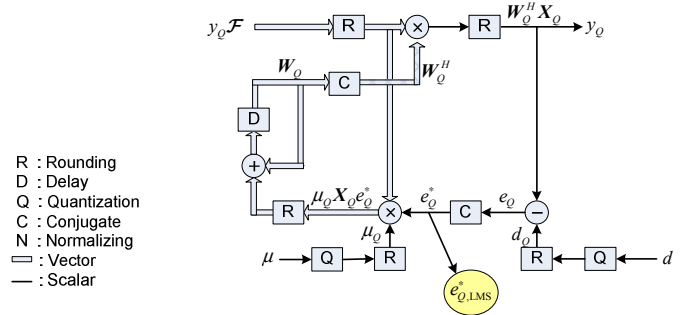 y_Q 𝓕
R
×
R
W_Q^H X_Q
y_Q
W_Q
C
W_Q^H
D
+
R : Rounding
D : Delay
Q : Quantization
C : Conjugate
N : Normalizing
: Vector
: Scalar
R
μ_Q X_Q e_Q^*
×
e_Q^*
C
e_Q
−
μ_Q
d_Q
μ
Q
R
R
Q
d
e_{Q,LMS}^*